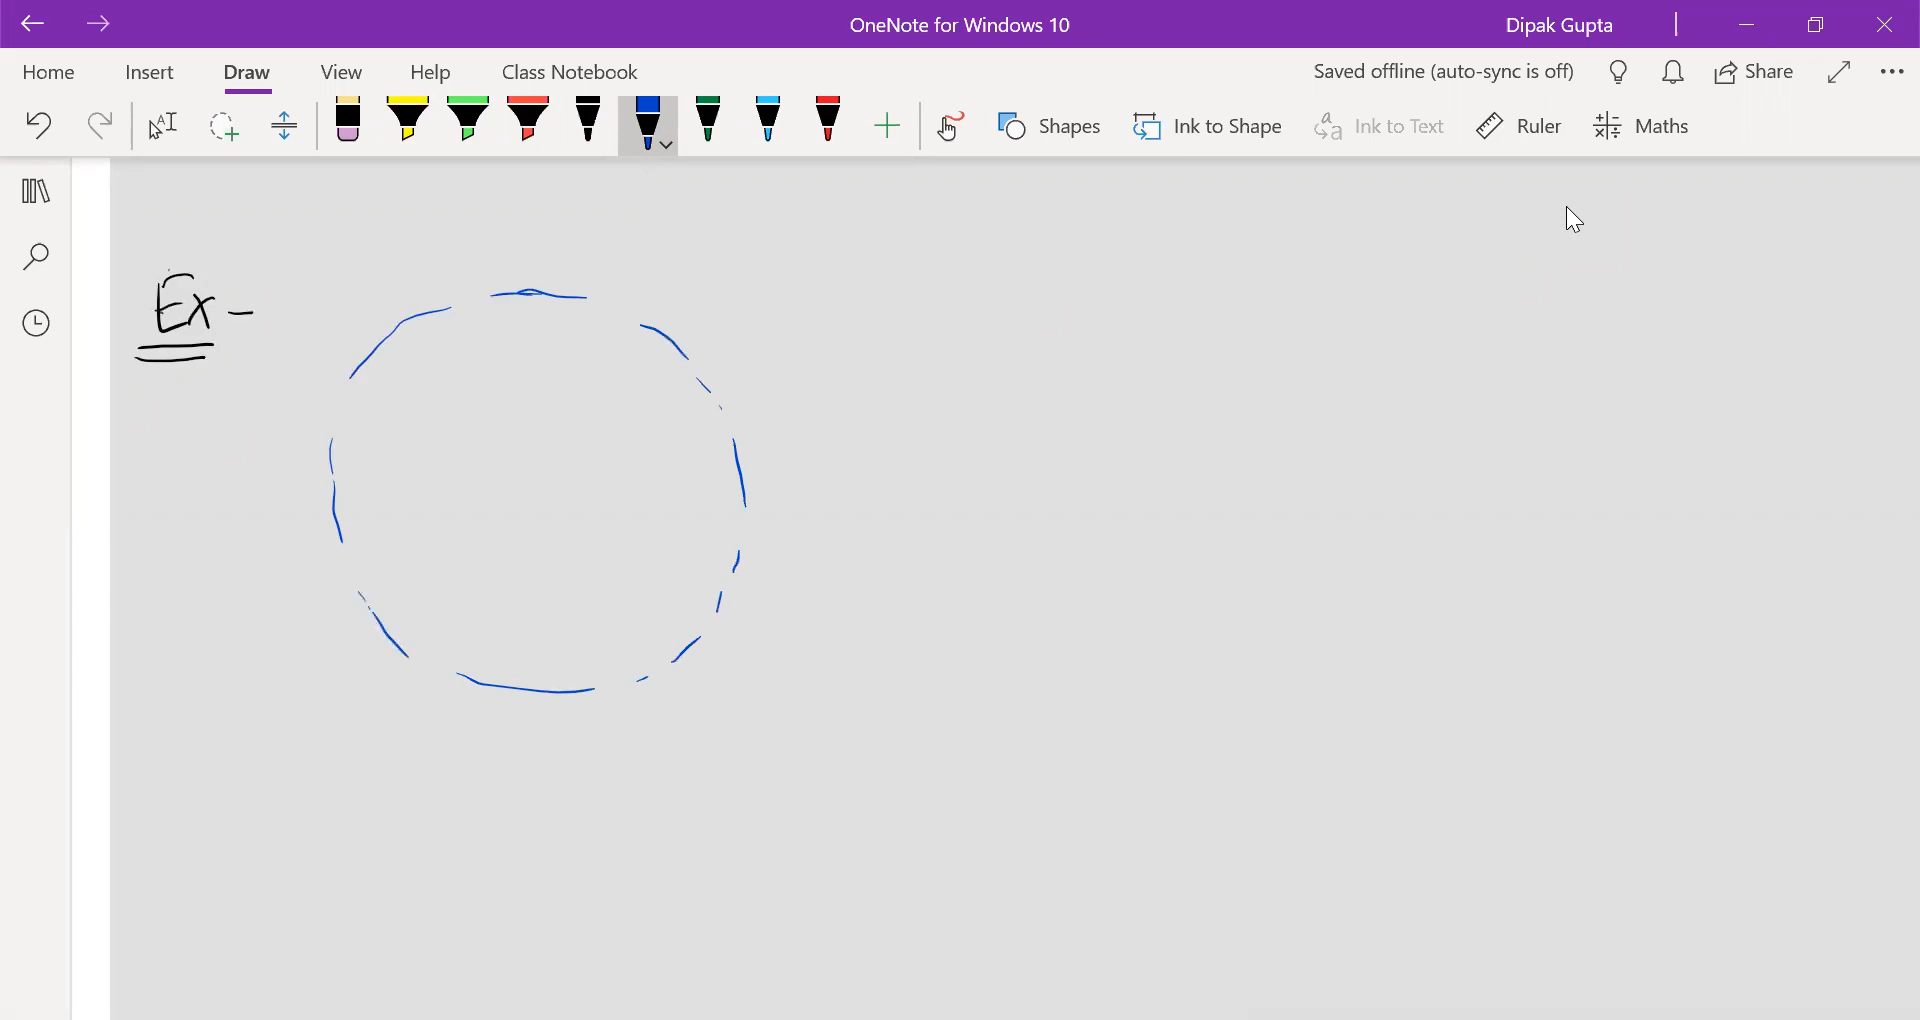 OneNote for Windows 10 Dipak Gupta
Home Insert Draw View Help Class Notebook Saved offline (auto-sync is off) Share
Shapes Ink to Shape Ink to Text Ruler Maths
Ex -